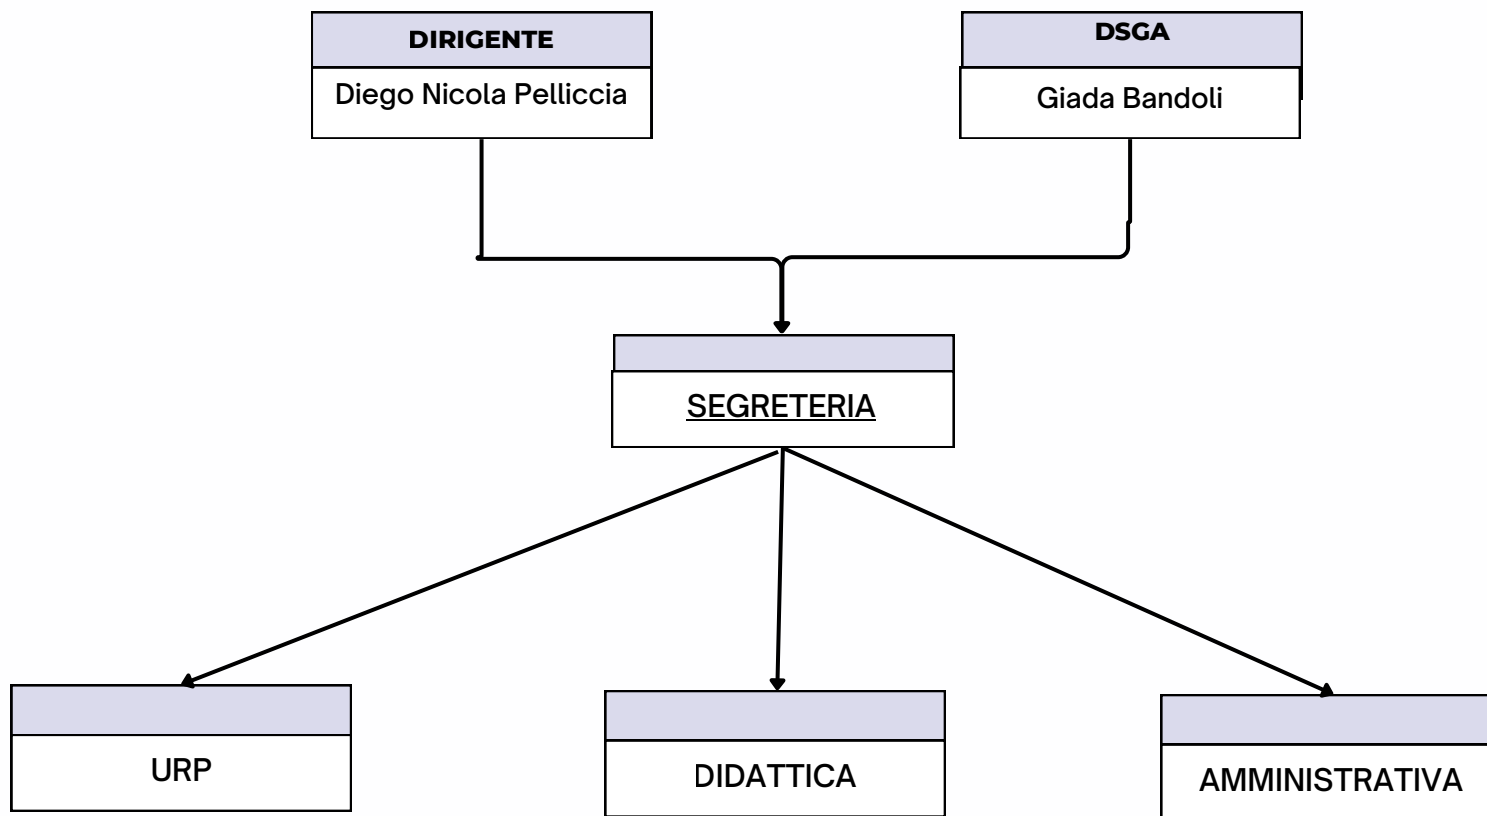 DIRIGENTE
Diego Nicola Pelliccia
DSGA
Giada Bandoli
SEGRETERIA
URP
DIDATTICA
AMMINISTRATIVA